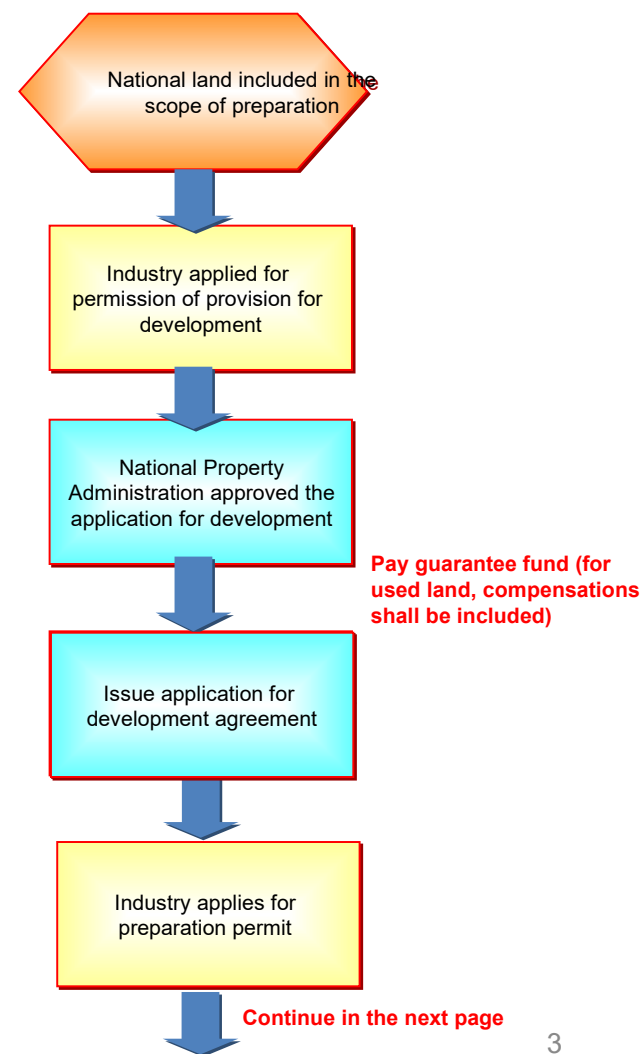 National land included in the
scope of preparation
Industry applied for
permission of provision for
development
National Property
Administration approved the
application for development
Pay guarantee fund (for
used land, compensations
shall be included)
Issue application for
development agreement
Industry applies for
preparation permit
Continue in the next page
3